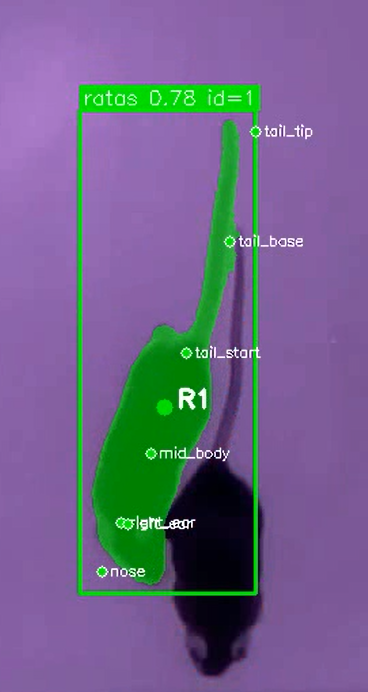 ratas 0.78 id=1
tail_tip
tail_base
tail_start
R1
mid_body
nose